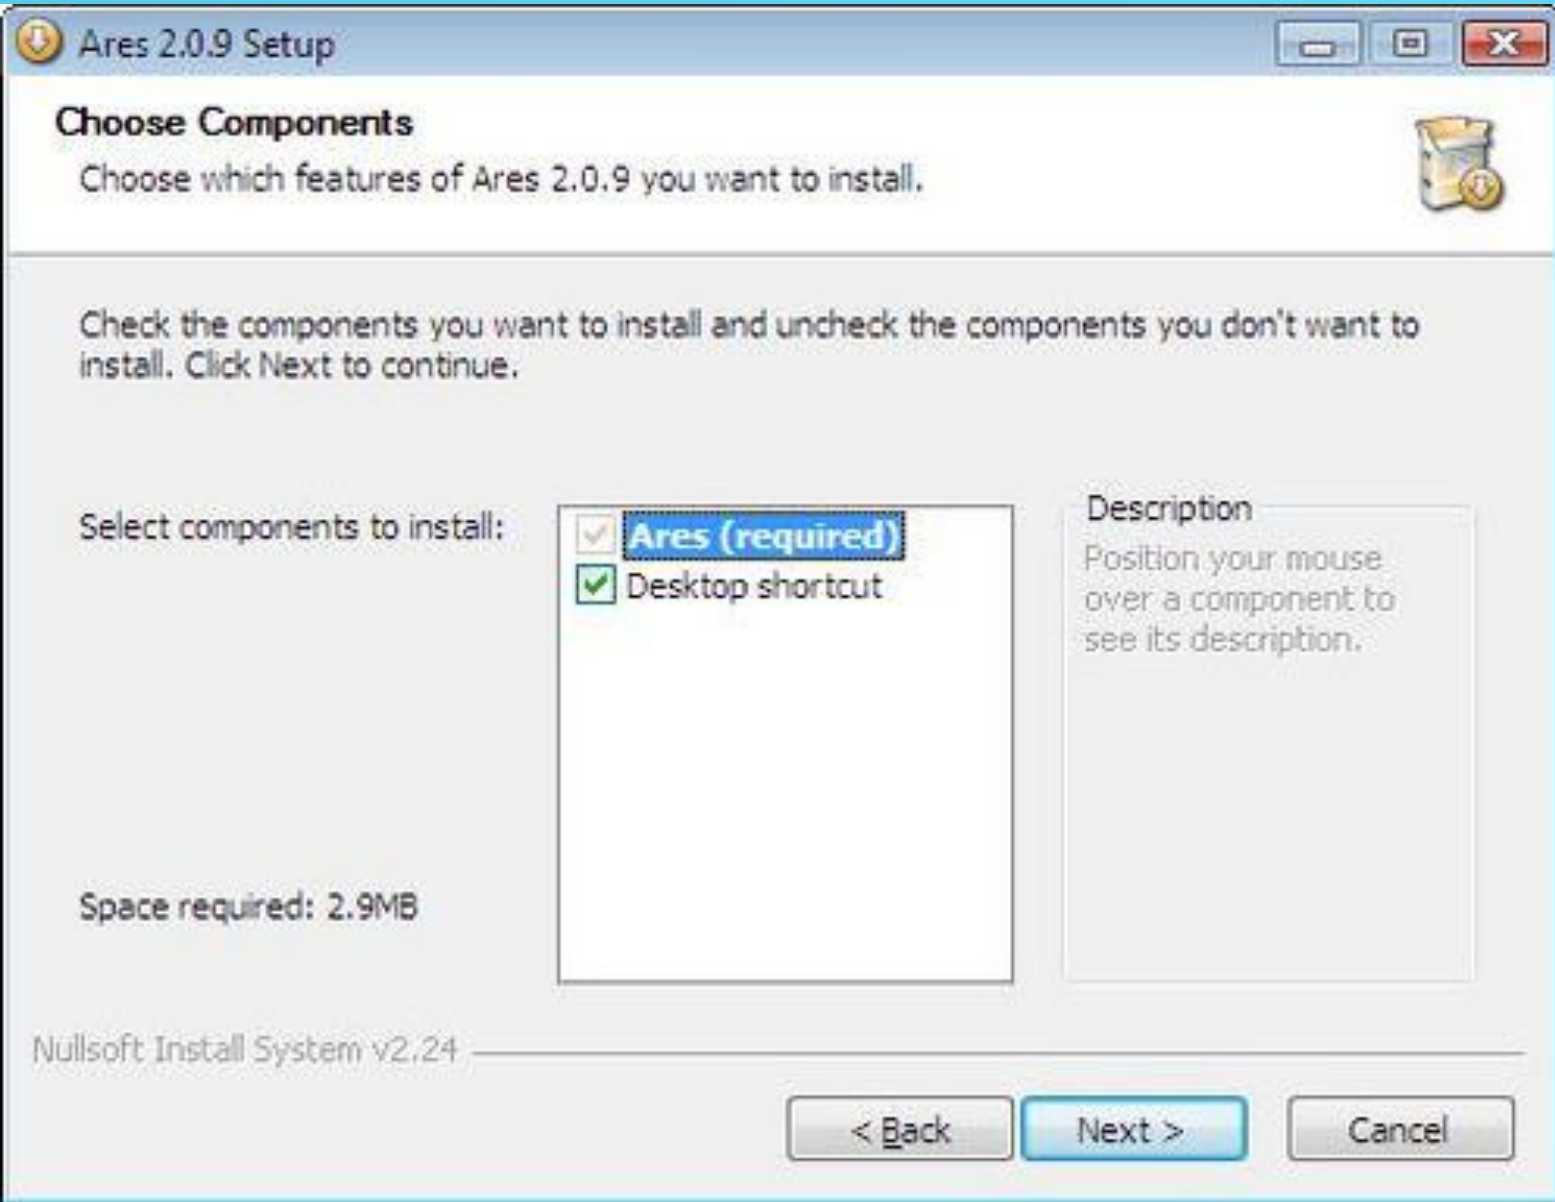 Ares 2.0.9 Setup
Choose Components
Choose which features of Ares 2.0.9 you want to install.
Check the components you want to install and uncheck the components you don't want to
install. Click Next to continue.
Select components to install:
Ares (required)
Desktop shortcut
Description
Position your mouse
over a component to
see its description.
Space required: 2.9MB
Nullsoft Install System v2.24
< Back
Next >
Cancel